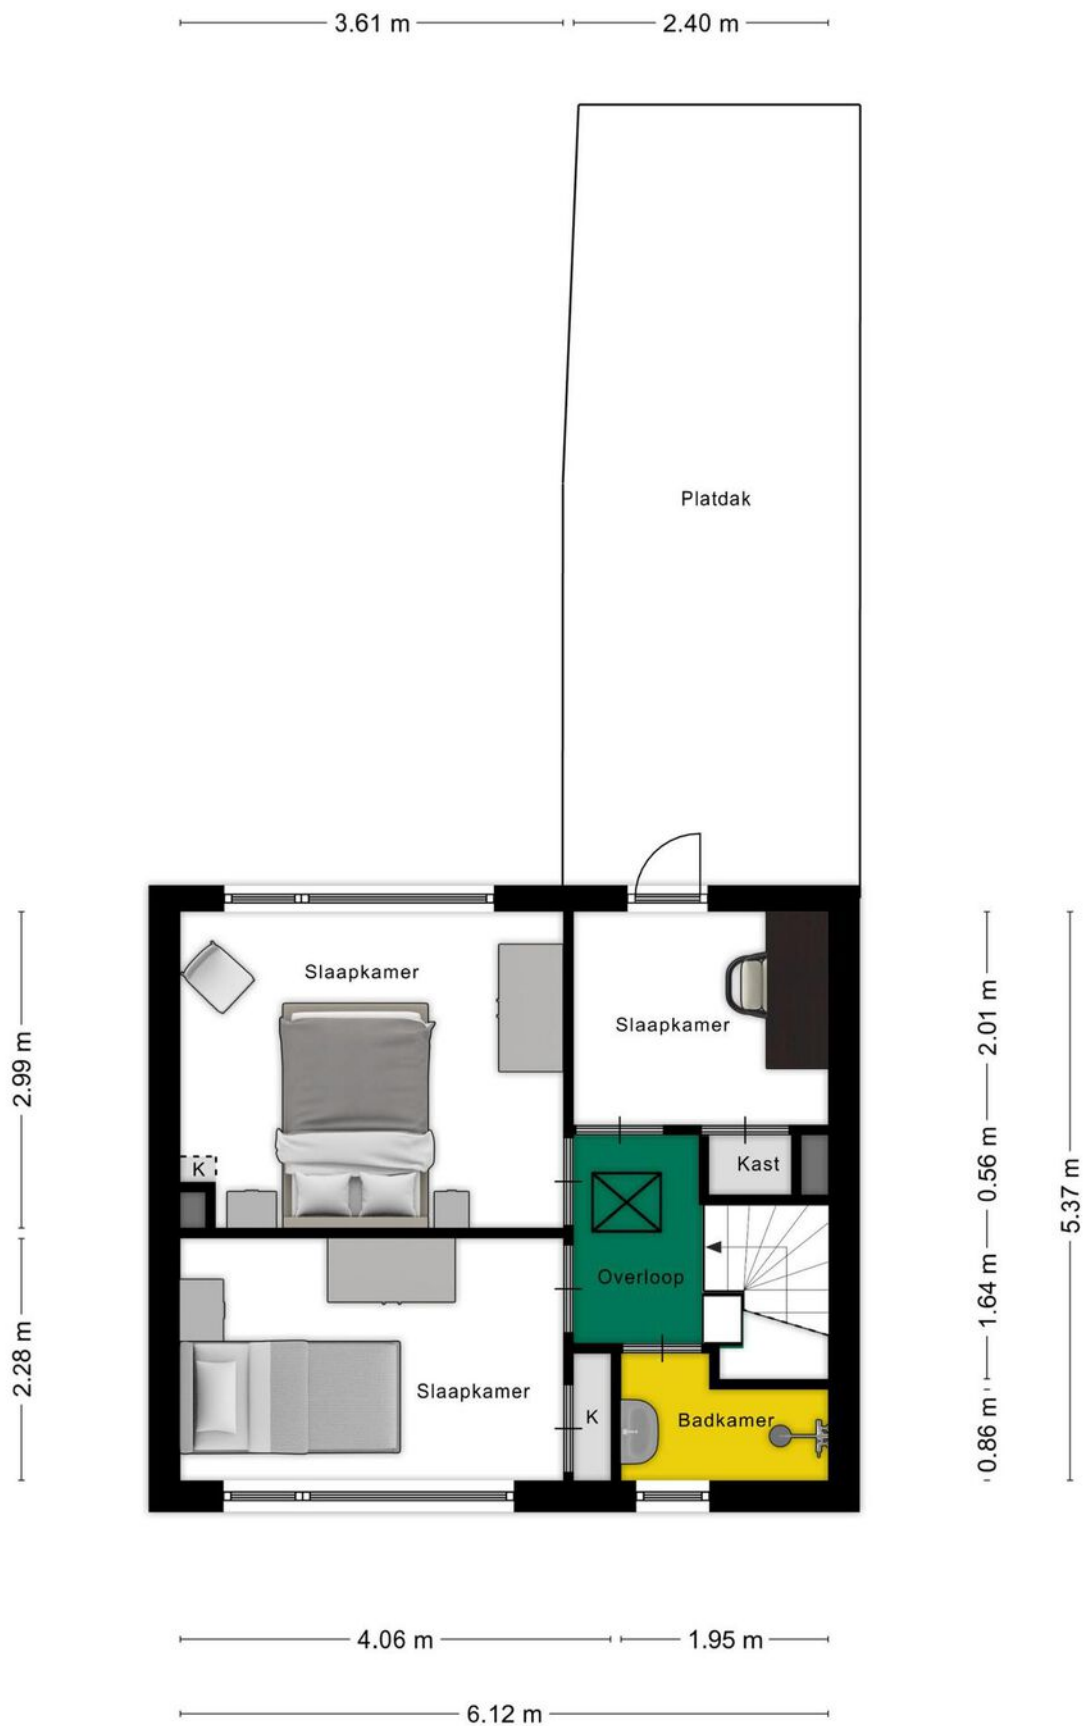 3.61 m
2.40 m
Platdak
Slaapkamer
Slaapkamer
2.99 m
2.01 m
K
Kast
0.56 m
5.37 m
Overloop
1.64 m
2.28 m
Slaapkamer
K
Badkamer
0.86 m
4.06 m
1.95 m
6.12 m